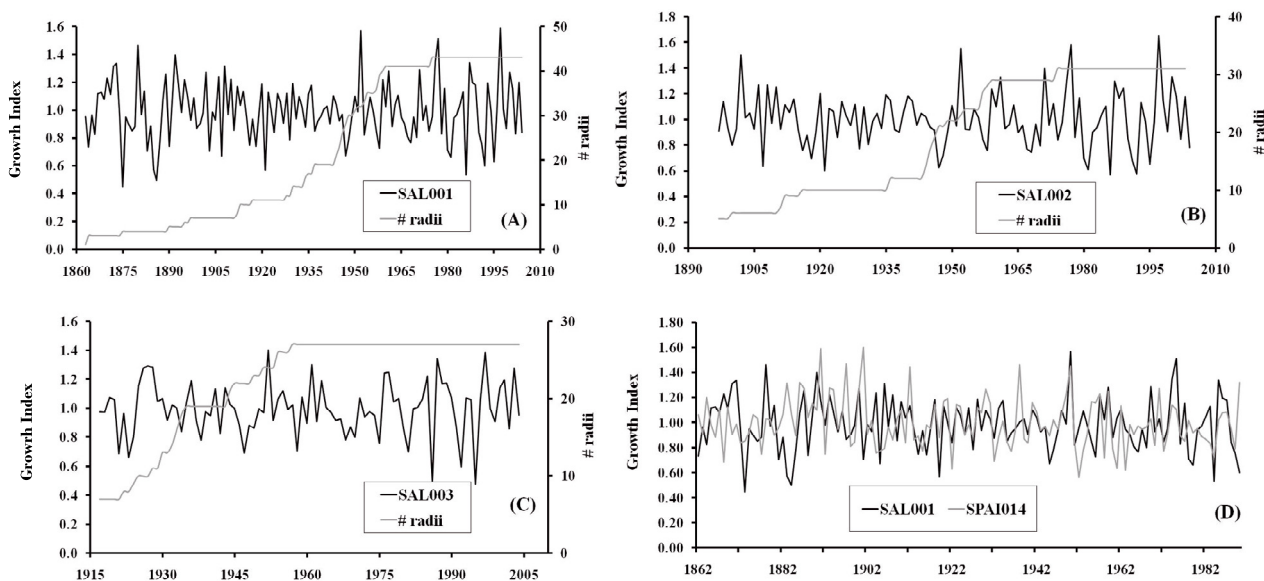 1.6
1.4
1.2
1.0
0.8
0.6
0.4
0.2
0.0
Growrh Index
50
40
30
20
10
0
# radii
SAL001
# radii
(A)
1860 1875 1890 1905 1920 1935 1950 1965 1980 1995 2010
1.8
1.6
1.4
1.2
1.0
0.8
0.6
0.4
0.2
0.0
Growth Index
40
30
20
10
0
# radii
SAL002
# radii
(B)
1890 1905 1920 1935 1950 1965 1980 1995 2010
1.6
1.4
1.2
1.0
0.8
0.6
0.4
0.2
0.0
Growth Index
30
20
10
0
# radii
SAL003
# radii
(C)
1915 1930 1945 1960 1975 1990 2005
1.80
1.60
1.40
1.20
1.00
0.80
0.60
0.40
0.20
0.00
Growth Index
SAL001 SPAI014
(D)
1862 1882 1902 1922 1942 1962 1982